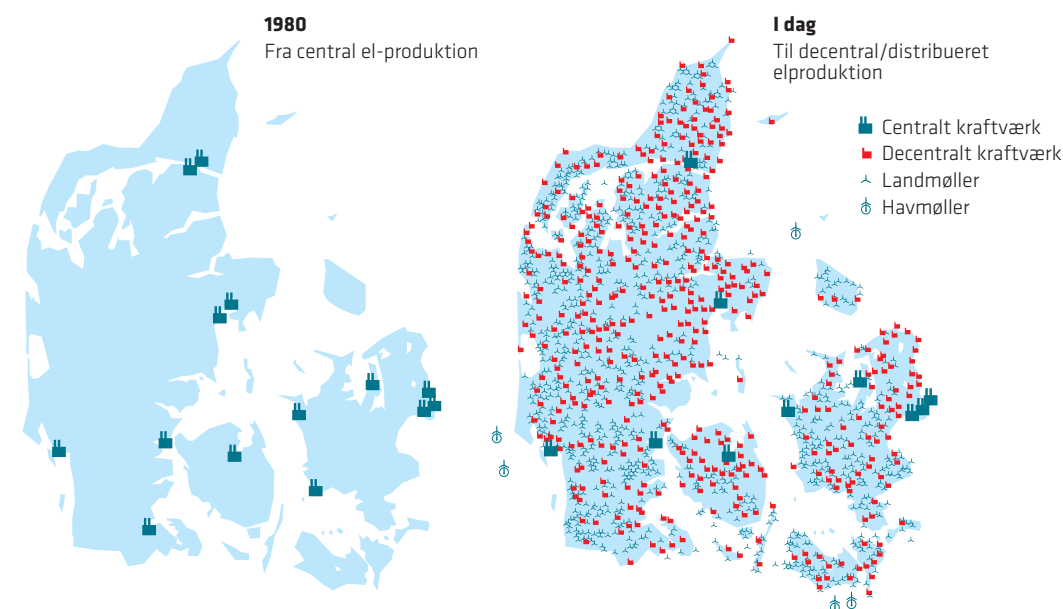 1980
Fra central el-produktion
I dag
Til decentral/distribueret
elproduktion
Centralt kraftværk
Decentralt kraftværk
Landmøller
Havmøller